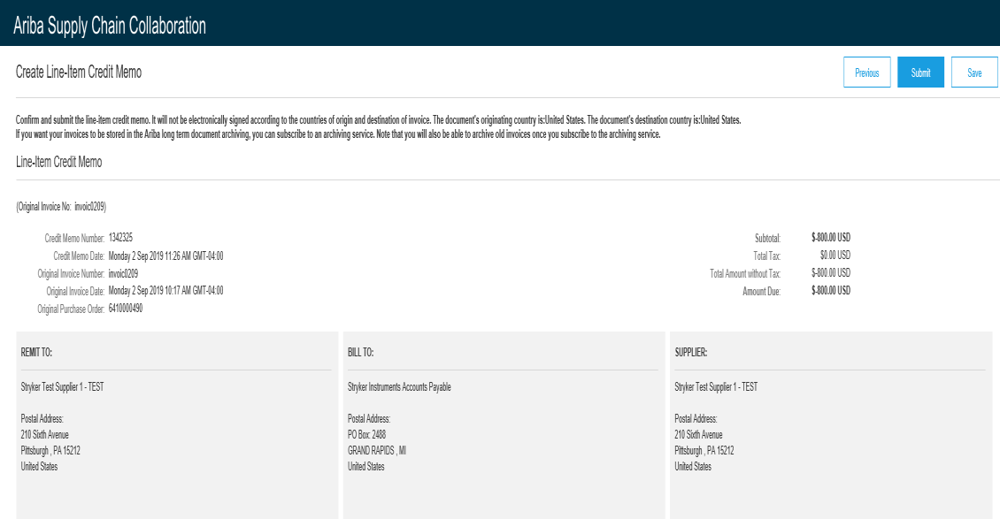 Ariba Supply Chain Collaboration
Create Line-Item Credit Memo
Previous
Submit
Save
Confirm and submit the line-item credit memo. It will not be electronically signed according to the countries of origin and destination of invoice. The document's originating country is:United States. The document's destination country is:United States.
If you want your invoices to be stored in the Ariba long term document archiving, you can subscribe to an archiving service. Note that you will also be able to archive old invoices once you subscribe to the archiving service.
Line-Item Credit Memo
(Original Invoice No: invoic0209)
Credit Memo Number: 1342325
Credit Memo Date: Monday 2 Sep 2019 11:26 AM GMT-04:00
Original Invoice Number: invoic0209
Original Invoice Date: Monday 2 Sep 2019 10:17 AM GMT-04:00
Original Purchase Order: 6410000490
Subtotal: $-800.00 USD
Total Tax: $0.00 USD
Total Amount without Tax: $-800.00 USD
Amount Due: $-800.00 USD
REMIT TO:
Stryker Test Supplier 1 - TEST
Postal Address:
210 Sixth Avenue
Pittsburgh , PA 15212
United States
BILL TO:
Stryker Instruments Accounts Payable
Postal Address:
PO Box: 2488
GRAND RAPIDS , MI
United States
SUPPLIER:
Stryker Test Supplier 1 - TEST
Postal Address:
210 Sixth Avenue
Pittsburgh , PA 15212
United States